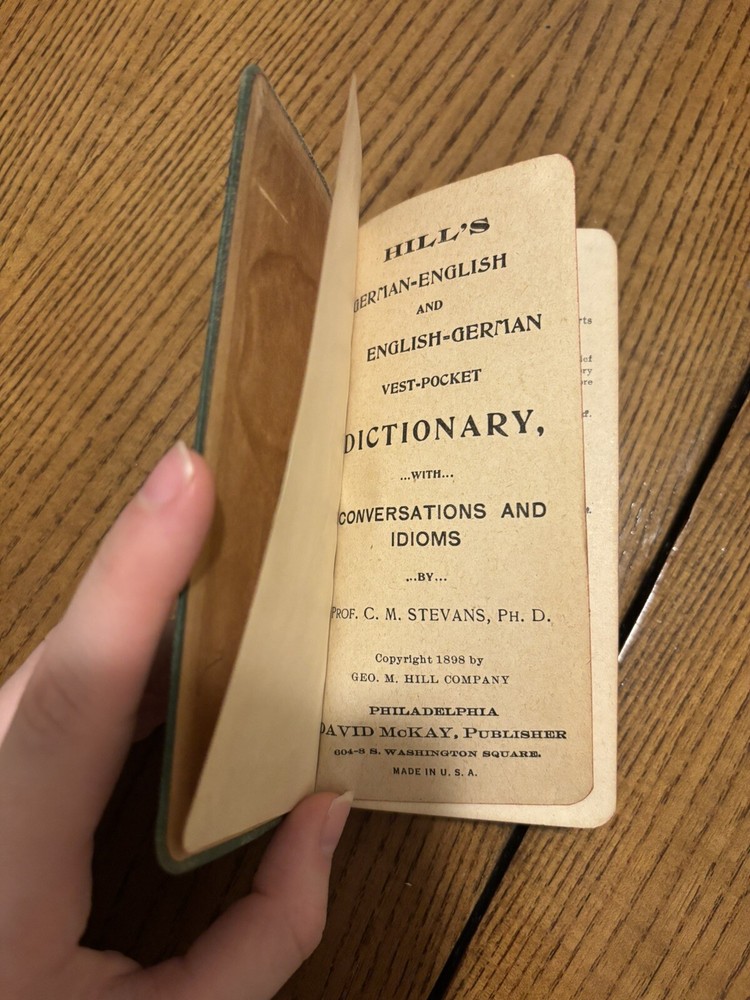 HILL'S
GERMAN-ENGLISH
AND
ENGLISH-GERMAN
VEST-POCKET
DICTIONARY,
...WITH...
CONVERSATIONS AND
IDIOMS
...BY...
PROF. C. M. STEVANS, PH. D.
Copyright 1898 by
GEO. M. HILL COMPANY
PHILADELPHIA
DAVID McKAY, PUBLISHER
604-8 S. WASHINGTON SQUARE.
MADE IN U. S. A.